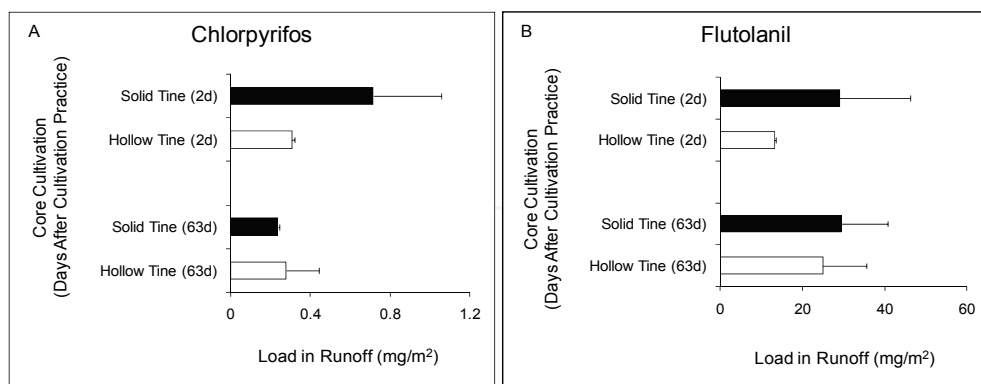 A
Chlorpyrifos
Core Cultivation
(Days After Cultivation Practice)
Solid Tine (2d)
Hollow Tine (2d)
Solid Tine (63d)
Hollow Tine (63d)
0
0.4
0.8
1.2
Load in Runoff (mg/m²)
B
Flutolanil
Core Cultivation
(Days After Cultivation Practice)
Solid Tine (2d)
Hollow Tine (2d)
Solid Tine (63d)
Hollow Tine (63d)
0
20
40
60
Load in Runoff (mg/m²)